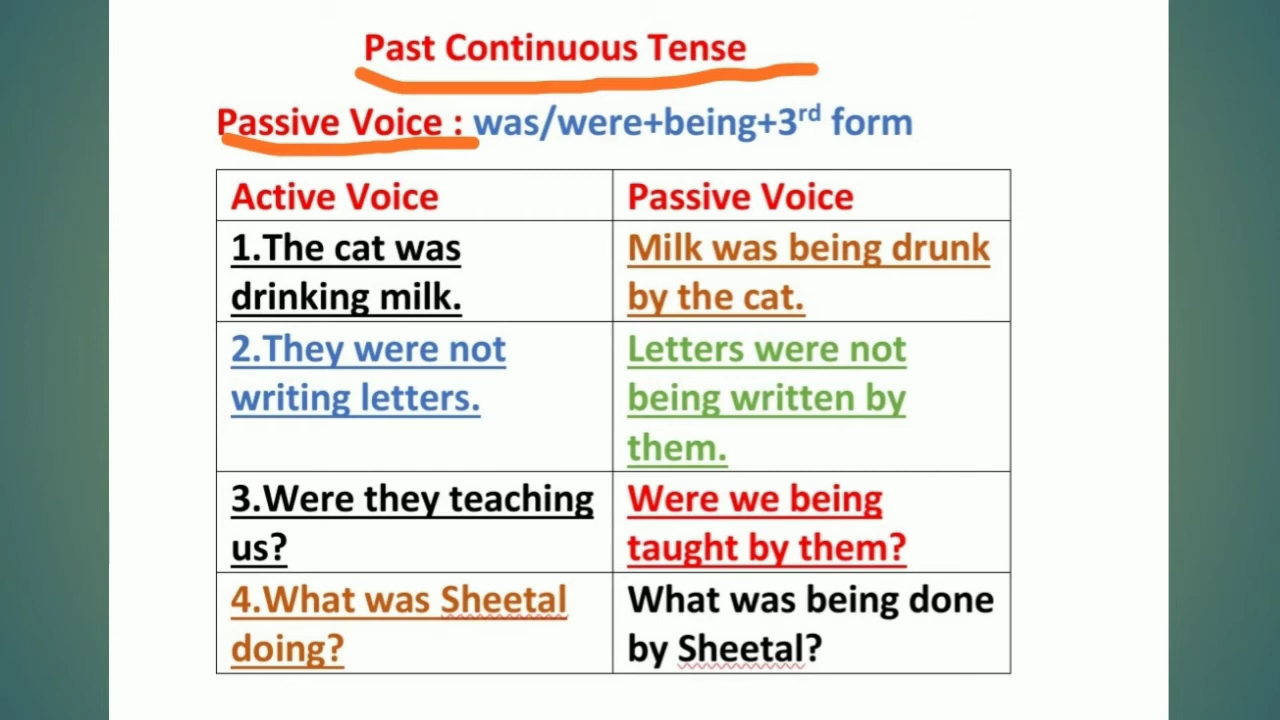 Past Continuous Tense
Passive Voice : was/were+being+3rd form
Active Voice
Passive Voice
1.The cat was
drinking milk.
Milk was being drunk
by the cat.
2.They were not
writing letters.
Letters were not
being written by
them.
3.Were they teaching
us?
Were we being
taught by them?
4.What was Sheetal
doing?
What was being done
by Sheetal?